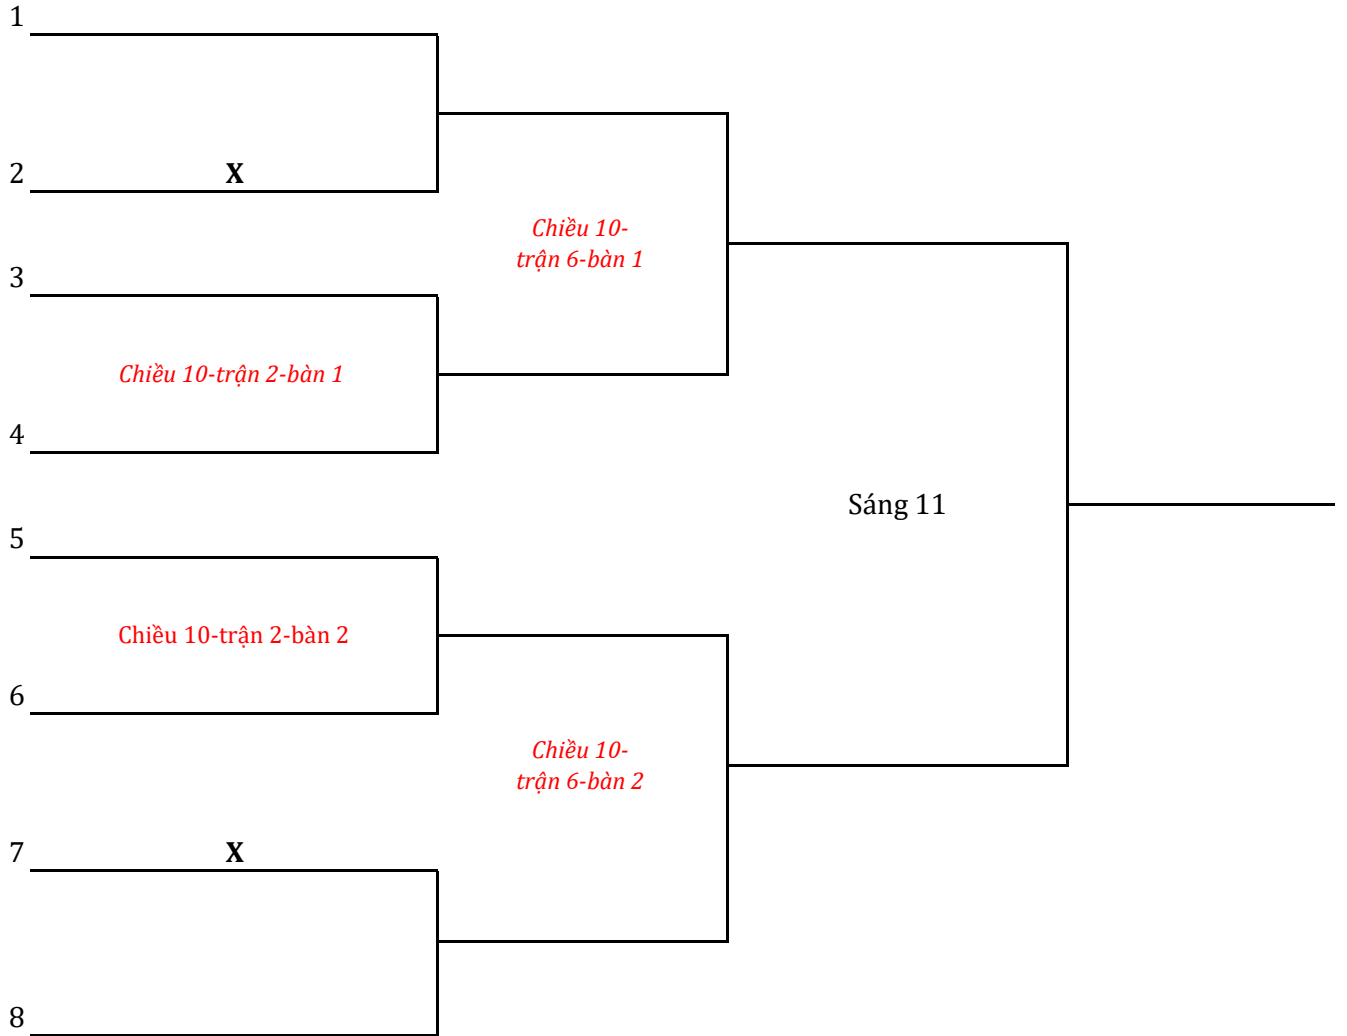 1
2
X
Chiều 10-
trận 6-bàn 1
3
Chiều 10-trận 2-bàn 1
4
Sáng 11
5
Chiều 10-trận 2-bàn 2
6
Chiều 10-
trận 6-bàn 2
7
X
8